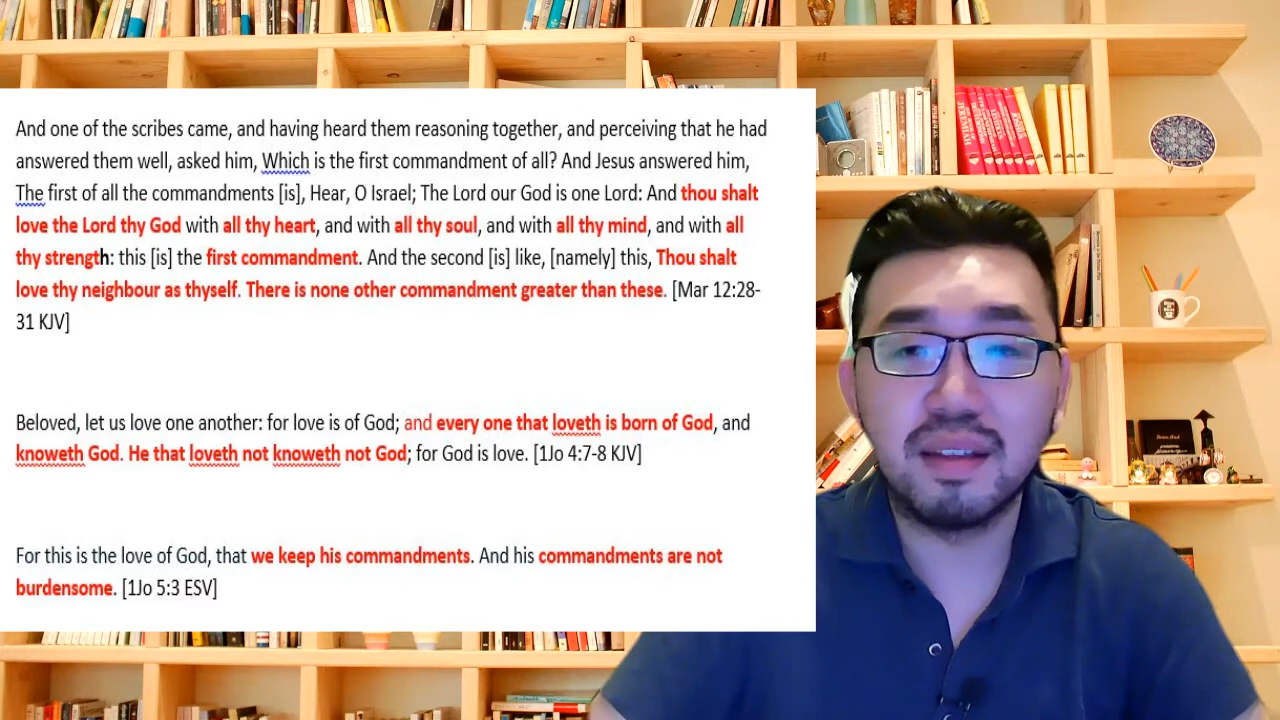 And one of the scribes came, and having heard them reasoning together, and perceiving that he had
answered them well, asked him, Which is the first commandment of all? And Jesus answered him,
The first of all the commandments [is], Hear, O Israel; The Lord our God is one Lord: And thou shalt
love the Lord thy God with all thy heart, and with all thy soul, and with all thy mind, and with all
thy strength: this [is] the first commandment. And the second [is] like, [namely] this, Thou shalt
love thy neighbour as thyself. There is none other commandment greater than these. [Mar 12:28-
31 KJV]
Beloved, let us love one another: for love is of God; and every one that loveth is born of God, and
knoweth God. He that loveth not knoweth not God; for God is love. [1Jo 4:7-8 KJV]
For this is the love of God, that we keep his commandments. And his commandments are not
burdensome. [1Jo 5:3 ESV]